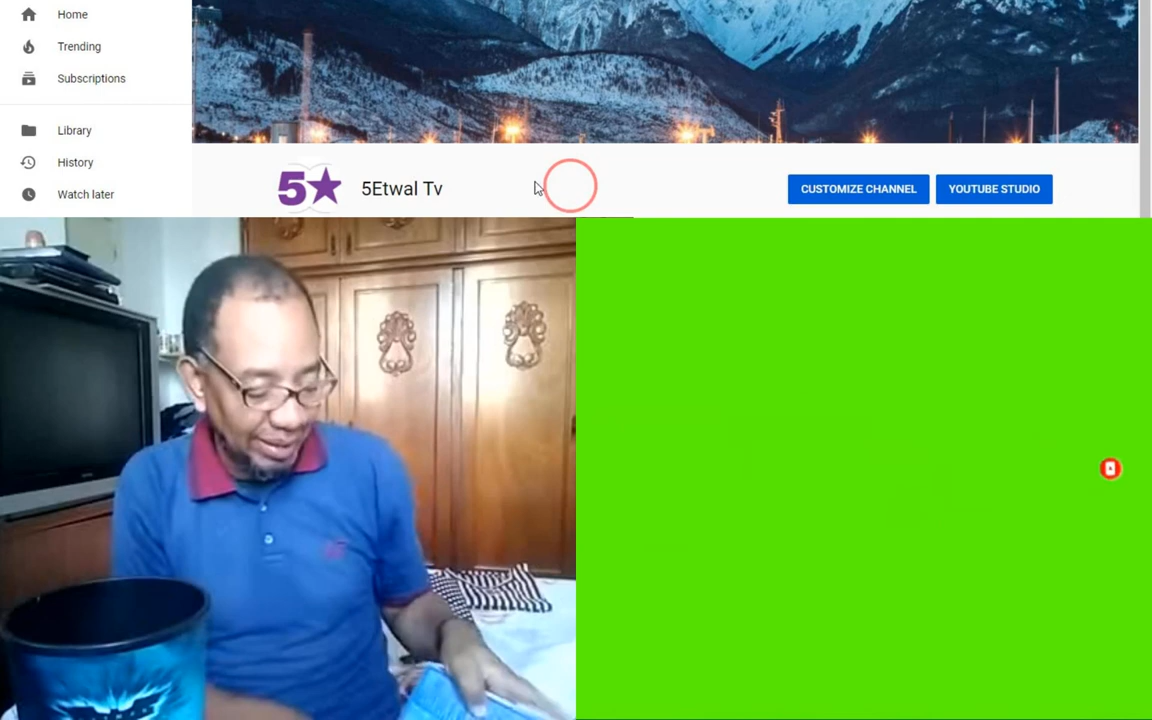 Home
Trending
Subscriptions
Library
History
Watch later
5★ 5Etwal Tv
CUSTOMIZE CHANNEL
YOUTUBE STUDIO